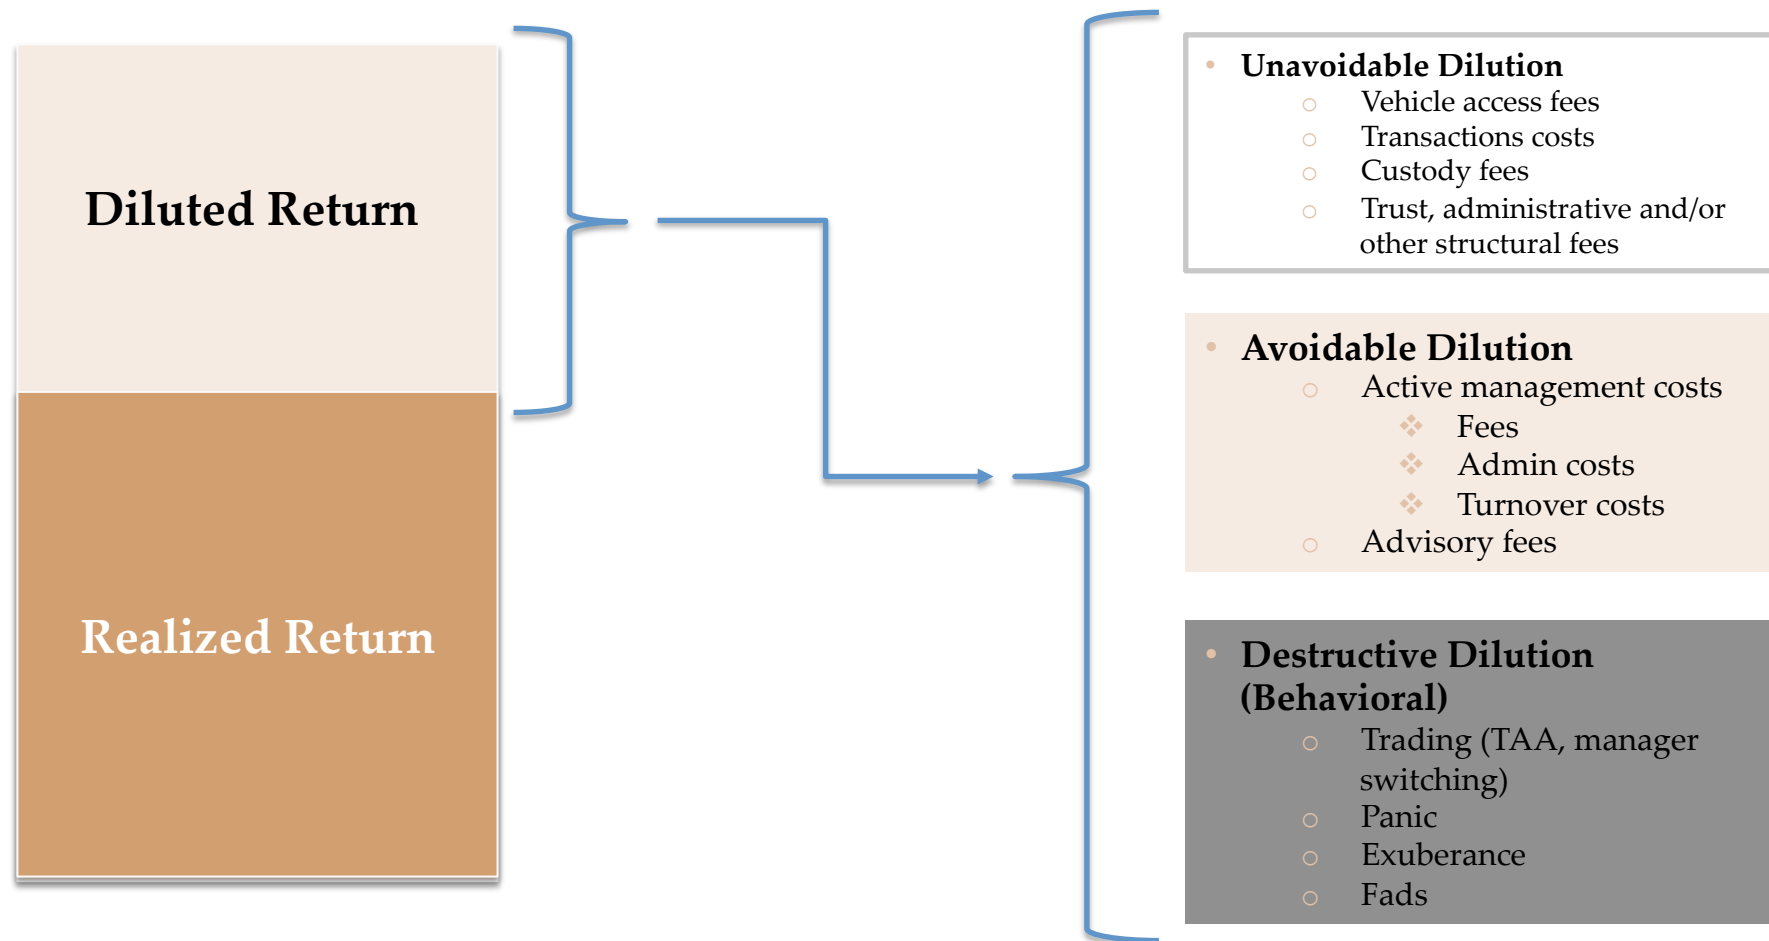 Diluted Return
Realized Return
• Unavoidable Dilution
o Vehicle access fees
o Transactions costs
o Custody fees
o Trust, administrative and/or
other structural fees
• Avoidable Dilution
o Active management costs
❖ Fees
❖ Admin costs
❖ Turnover costs
o Advisory fees
• Destructive Dilution
(Behavioral)
o Trading (TAA, manager
switching)
o Panic
o Exuberance
o Fads